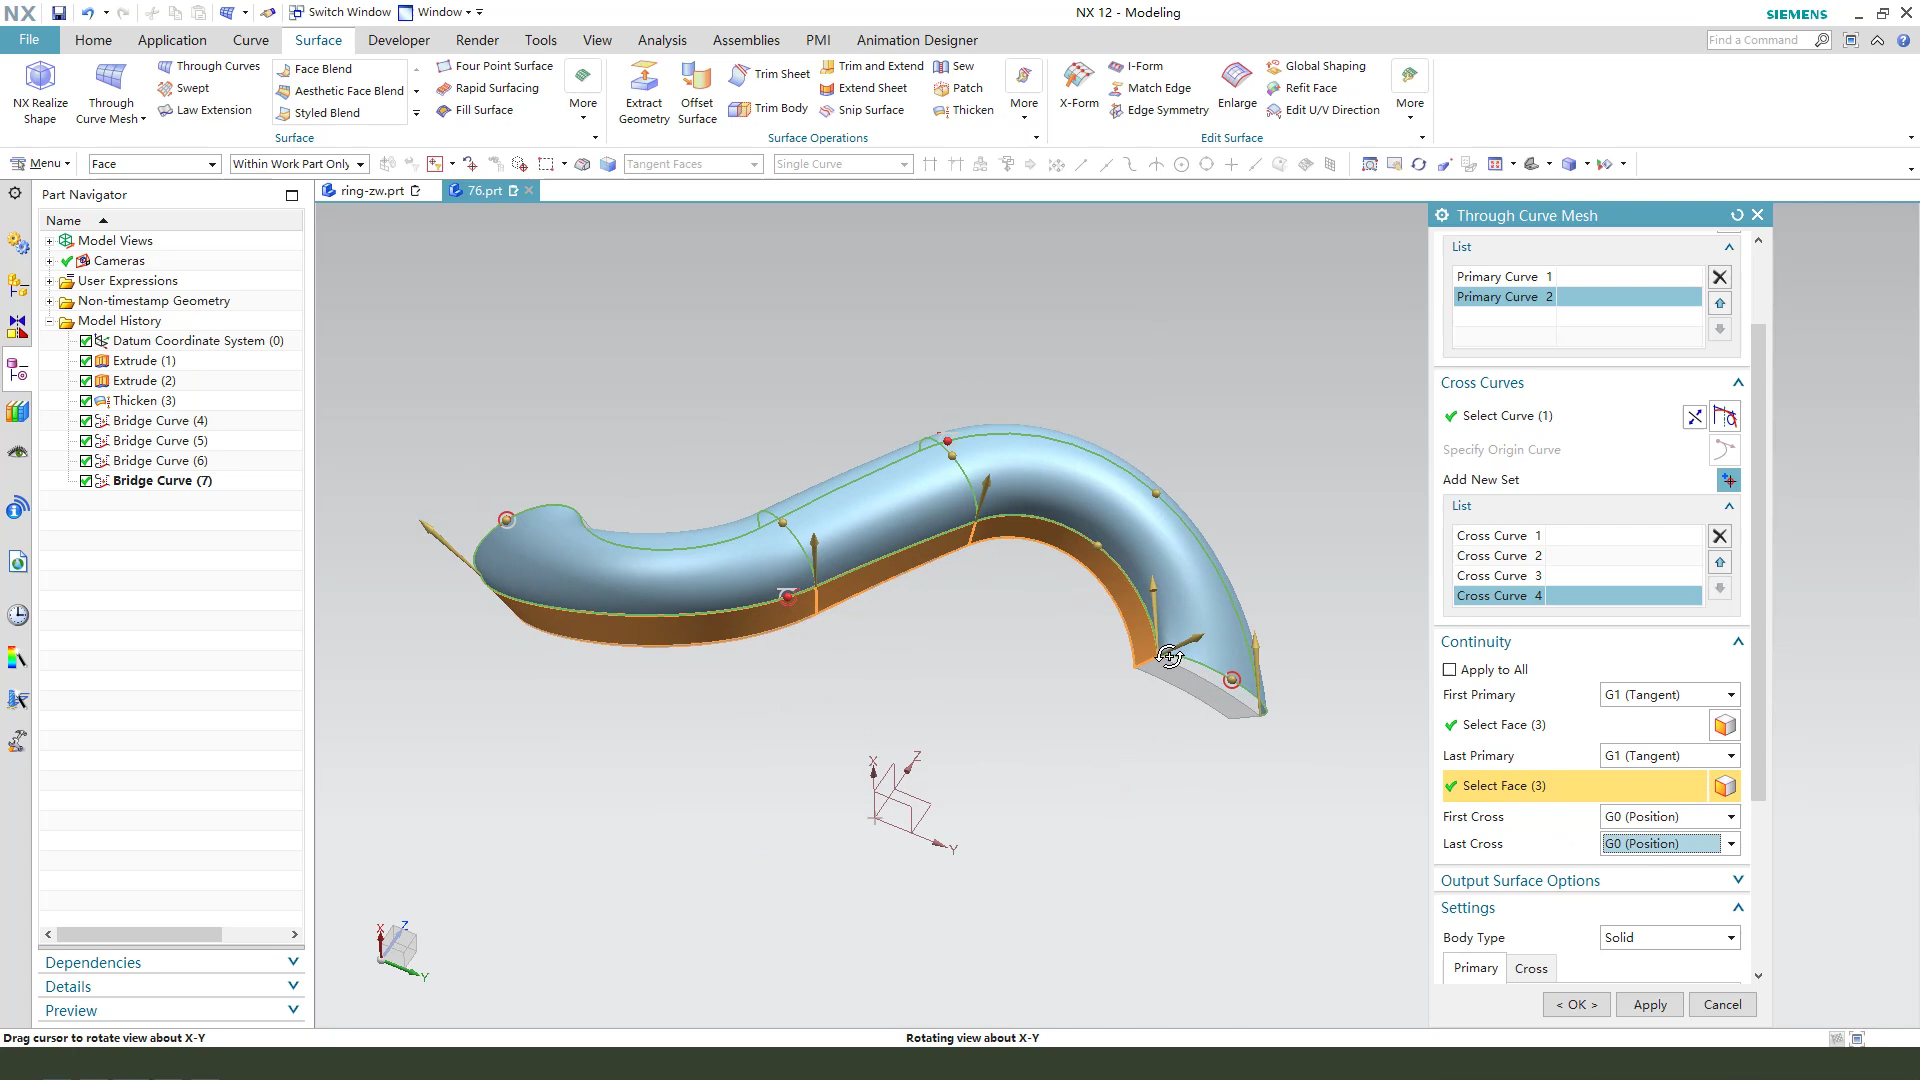 NX
Switch Window
Window
NX 12 - Modeling
SIEMENS
File
Home
Application
Curve
Surface
Developer
Render
Tools
View
Analysis
Assemblies
PMI
Animation Designer
Find a Command
NX Realize Shape
Through Curve Mesh
Through Curves
Swept
Law Extension
Face Blend
Aesthetic Face Blend
Styled Blend
Four Point Surface
Rapid Surfacing
Fill Surface
More
Surface
Extract Geometry
Offset Surface
Trim Sheet
Trim Body
Trim and Extend
Extend Sheet
Snip Surface
Sew
Patch
Thicken
More
Surface Operations
X-Form
I-Form
Match Edge
Edge Symmetry
Enlarge
Global Shaping
Refit Face
Edit U/V Direction
More
Edit Surface
Menu
Face
Within Work Part Only
Tangent Faces
Single Curve
Part Navigator
ring-zw.prt
76.prt
Name
Model Views
Cameras
User Expressions
Non-timestamp Geometry
Model History
Datum Coordinate System (0)
Extrude (1)
Extrude (2)
Thicken (3)
Bridge Curve (4)
Bridge Curve (5)
Bridge Curve (6)
Bridge Curve (7)
Dependencies
Details
Preview
X
Z
Y
X
Z
Y
Through Curve Mesh
List
Primary Curve 1
Primary Curve 2
Cross Curves
Select Curve (1)
Specify Origin Curve
Add New Set
List
Cross Curve 1
Cross Curve 2
Cross Curve 3
Cross Curve 4
Continuity
Apply to All
First Primary
G1 (Tangent)
Select Face (3)
Last Primary
G1 (Tangent)
Select Face (3)
First Cross
G0 (Position)
Last Cross
G0 (Position)
Output Surface Options
Settings
Body Type
Solid
Primary
Cross
< OK >
Apply
Cancel
Drag cursor to rotate view about X-Y
Rotating view about X-Y